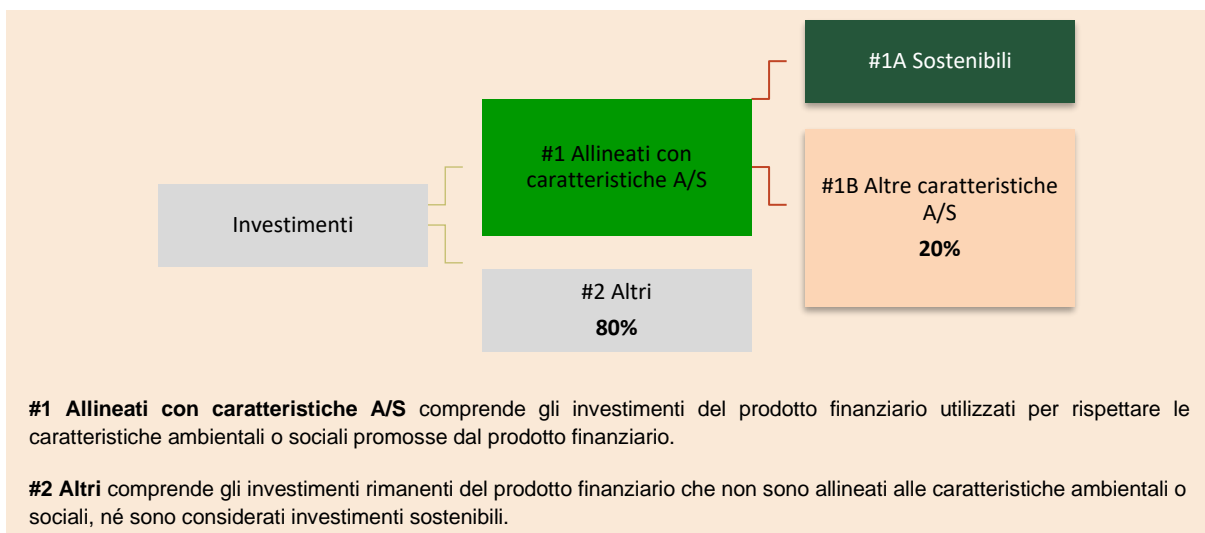 #1A Sostenibili
#1 Allineati con
caratteristiche A/S
#1B Altre caratteristiche
A/S
20%
Investimenti
#2 Altri
80%
#1 Allineati con caratteristiche A/S comprende gli investimenti del prodotto finanziario utilizzati per rispettare le
caratteristiche ambientali o sociali promosse dal prodotto finanziario.
#2 Altri comprende gli investimenti rimanenti del prodotto finanziario che non sono allineati alle caratteristiche ambientali o
sociali, né sono considerati investimenti sostenibili.